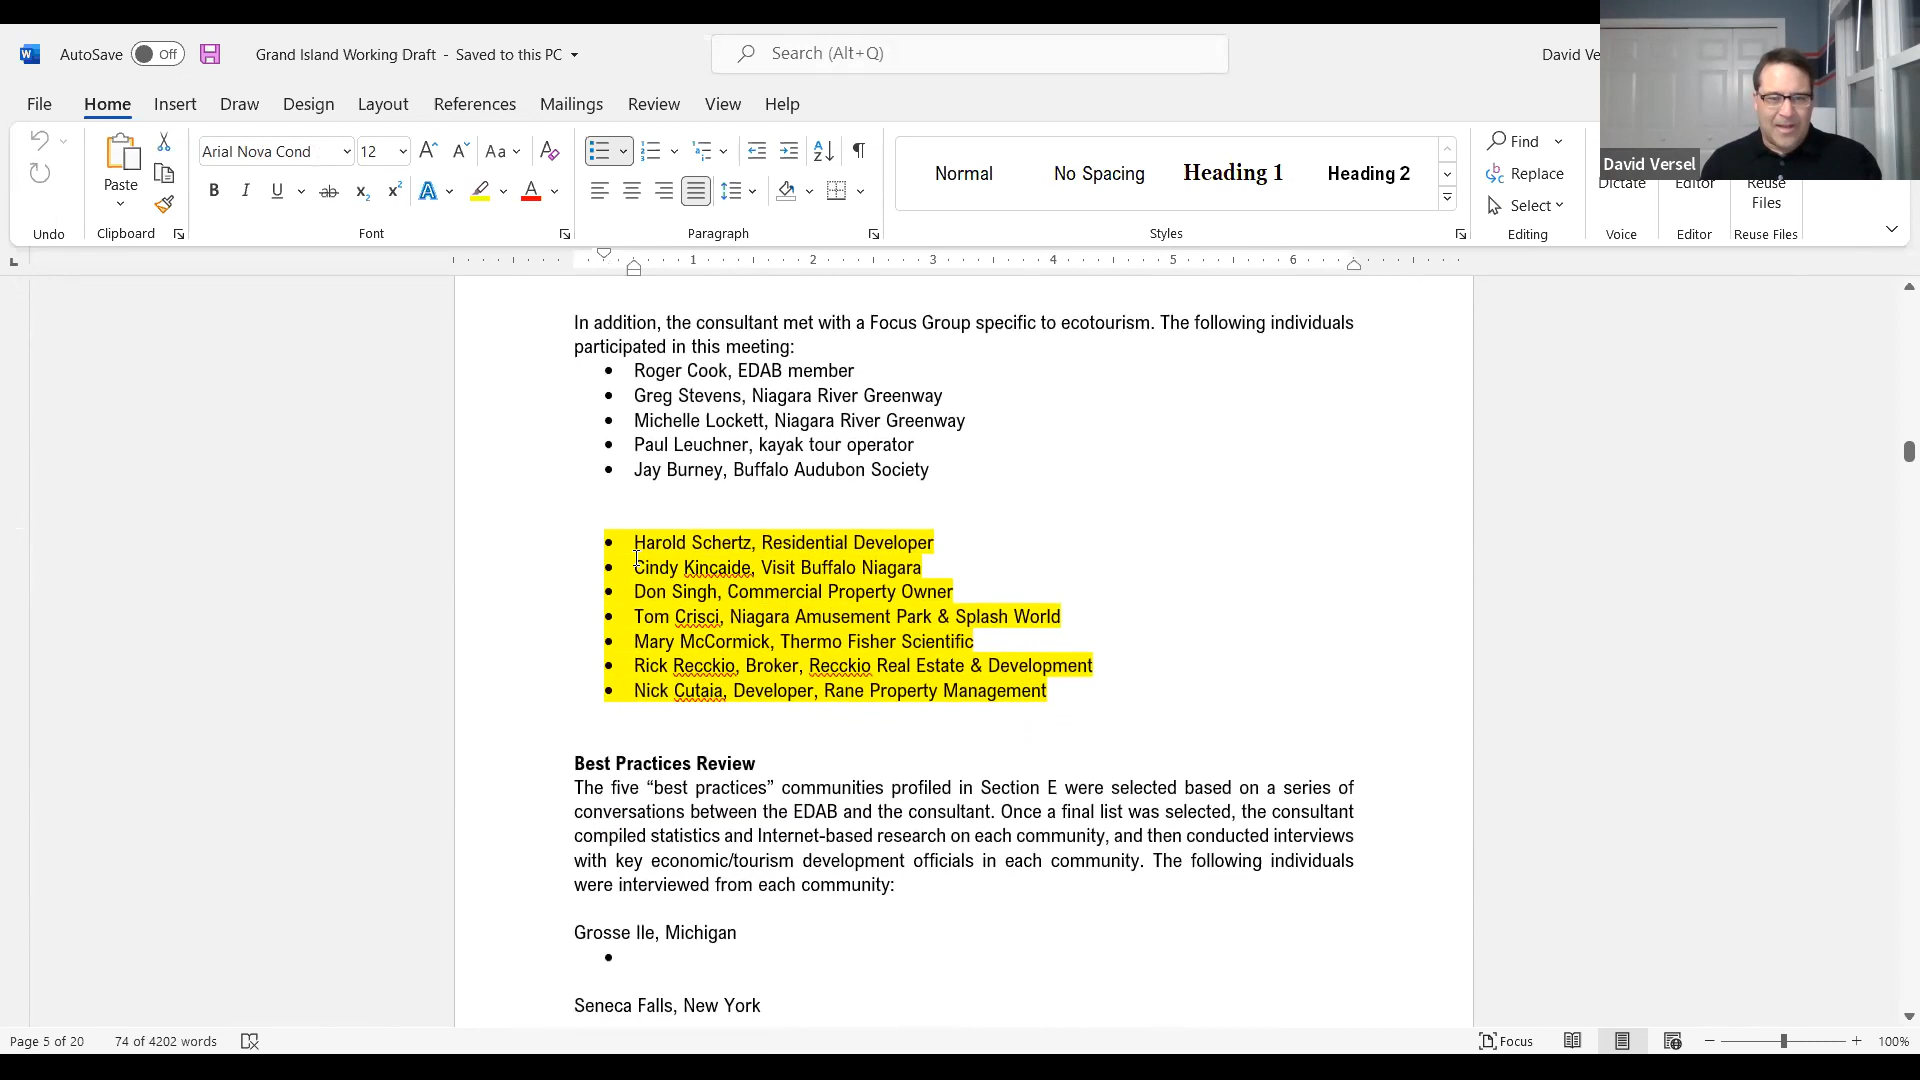 AutoSave Off Grand Island Working Draft - Saved to this PC Search (Alt+Q) David Ve
File Home Insert Draw Design Layout References Mailings Review View Help
David Versel
Paste
Arial Nova Cond 12
Normal No Spacing Heading 1 Heading 2
Find
Replace
Select
Dictate Editor Reuse
Files
Undo Clipboard Font Paragraph Styles Editing Voice Editor Reuse Files
1 2 3 4 5 6
In addition, the consultant met with a Focus Group specific to ecotourism. The following individuals
participated in this meeting:
• Roger Cook, EDAB member
• Greg Stevens, Niagara River Greenway
• Michelle Lockett, Niagara River Greenway
• Paul Leuchner, kayak tour operator
• Jay Burney, Buffalo Audubon Society
• Harold Schertz, Residential Developer
• Cindy Kincaide, Visit Buffalo Niagara
• Don Singh, Commercial Property Owner
• Tom Crisci, Niagara Amusement Park & Splash World
• Mary McCormick, Thermo Fisher Scientific
• Rick Recckio, Broker, Recckio Real Estate & Development
• Nick Cutaia, Developer, Rane Property Management
Best Practices Review
The five “best practices” communities profiled in Section E were selected based on a series of
conversations between the EDAB and the consultant. Once a final list was selected, the consultant
compiled statistics and Internet-based research on each community, and then conducted interviews
with key economic/tourism development officials in each community. The following individuals
were interviewed from each community:
Grosse Ile, Michigan
•
Seneca Falls, New York
Page 5 of 20 74 of 4202 words Focus 100%